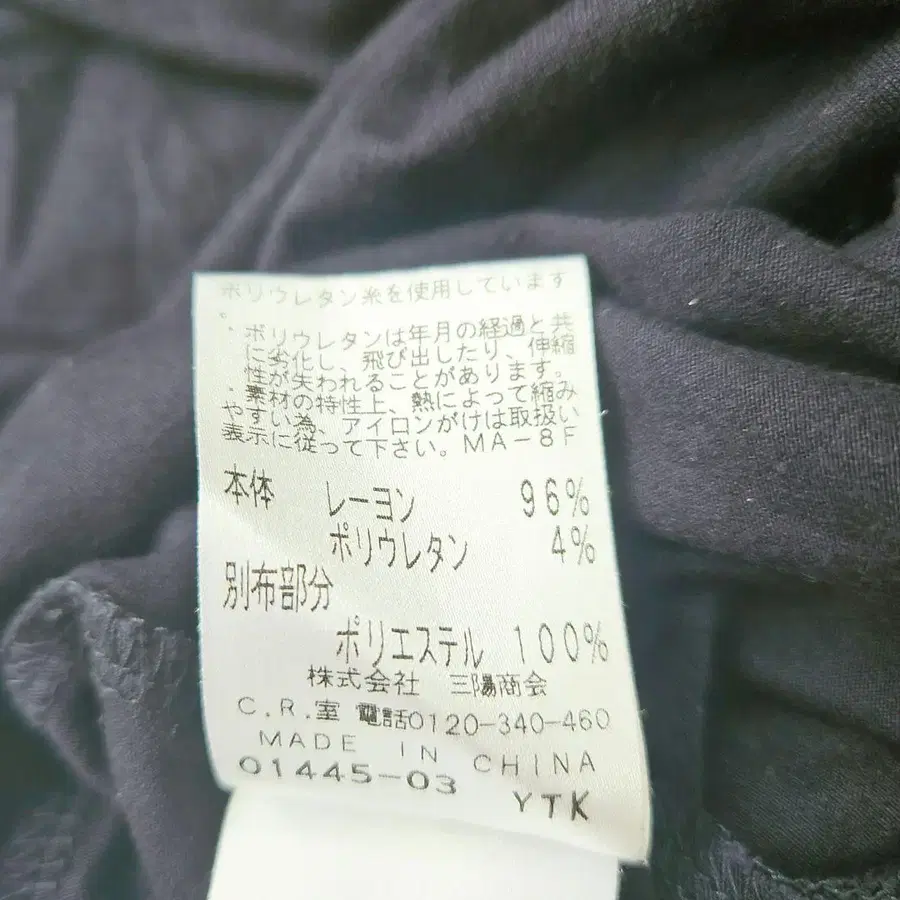 ポリウレタン糸を使用しています
。
・ポリウレタンは年月の経過と共
に劣化し、飛び出したり、伸縮
性が失われることがあります。
・素材の特性上、熱によって縮み
やすい為、アイロンがけは取扱い
表示に従って下さい。MA-8F
本体 レーヨン 96%
ポリウレタン 4%
別布部分
ポリエステル 100%
株式会社 三陽商会
C.R.室 電話0120-340-460
MADE IN CHINA
01445-03 YTK